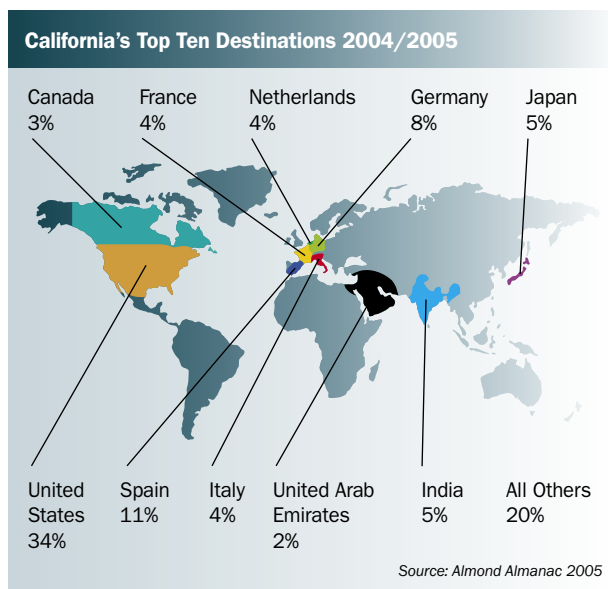 California's Top Ten Destinations 2004/2005
Canada
3%
France
4%
Netherlands
4%
Germany
8%
Japan
5%
United
States
34%
Spain
11%
Italy
4%
United Arab
Emirates
2%
India
5%
All Others
20%
Source: Almond Almanac 2005